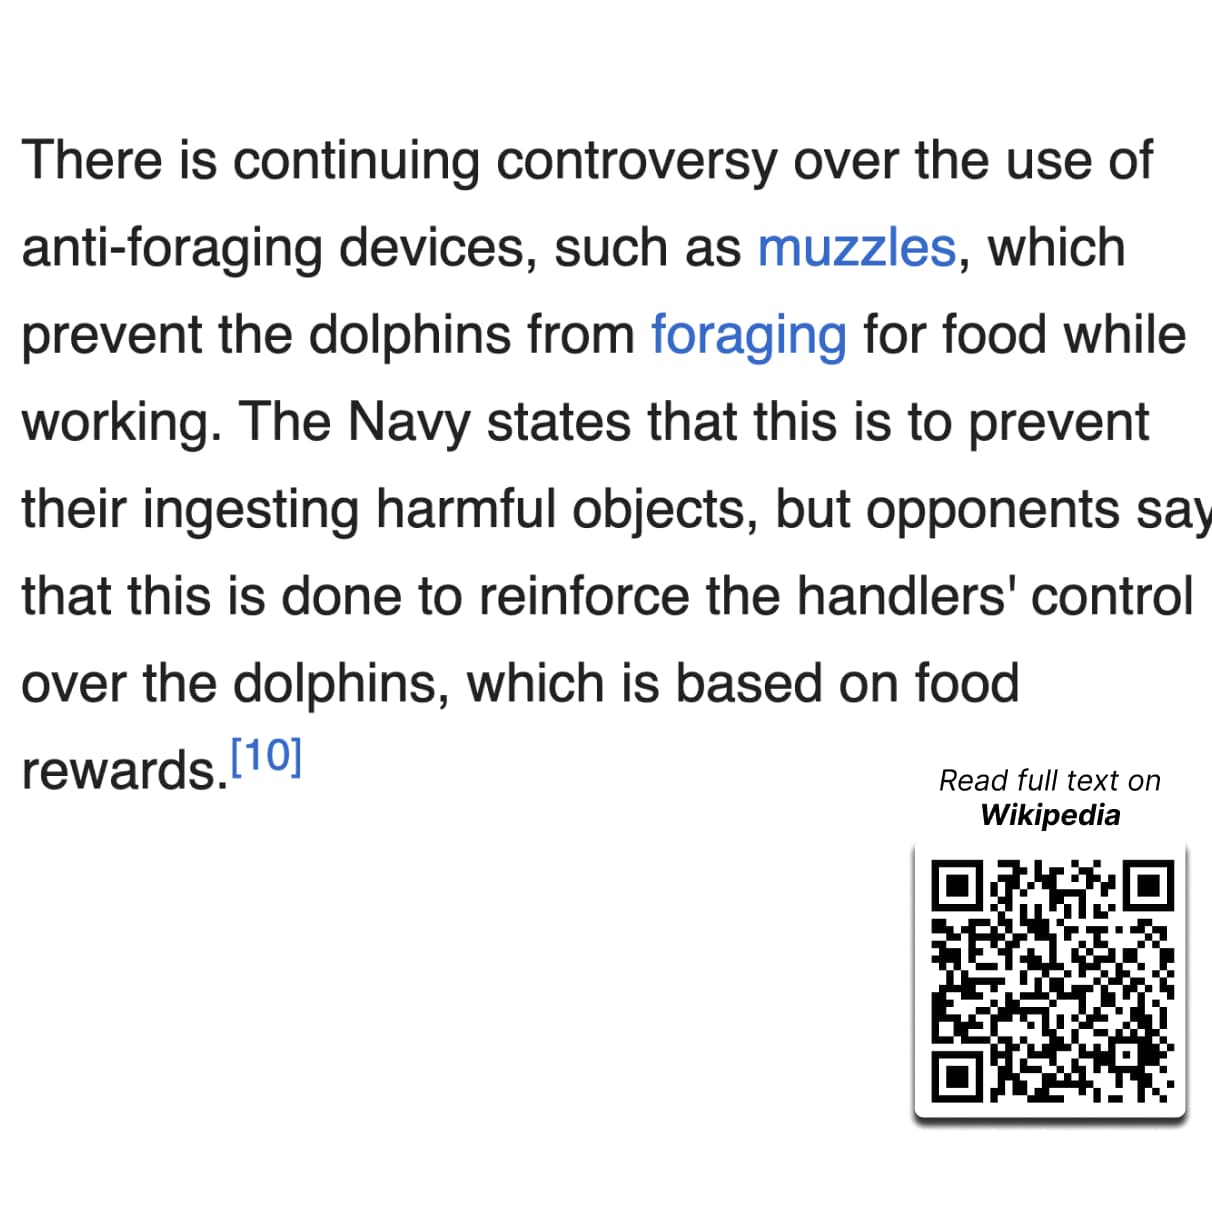 There is continuing controversy over the use of
anti-foraging devices, such as muzzles, which
prevent the dolphins from foraging for food while
working. The Navy states that this is to prevent
their ingesting harmful objects, but opponents say
that this is done to reinforce the handlers' control
over the dolphins, which is based on food
rewards.[10]
Read full text on
Wikipedia